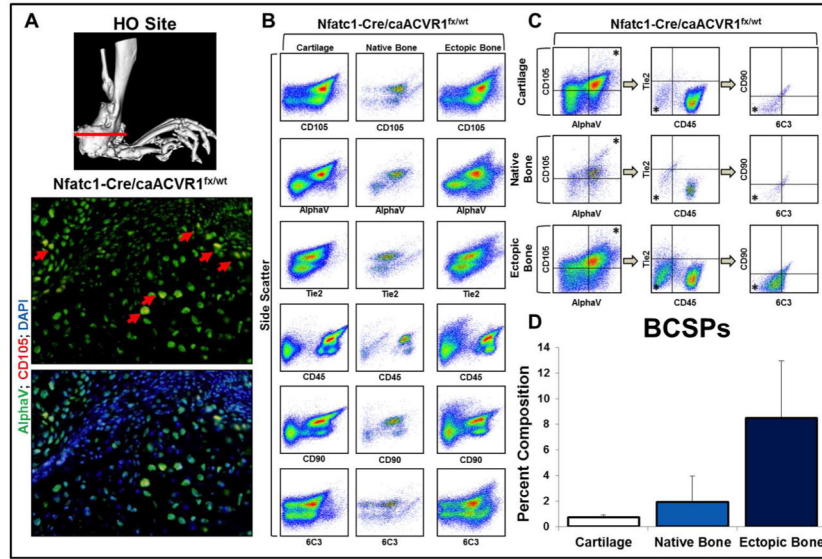 A
HO Site
Nfatc1-Cre/caACVR1fx/wt
AlphaV; CD105; DAPI
B
Nfatc1-Cre/caACVR1fx/wt
Cartilage Native Bone Ectopic Bone
Side Scatter
CD105 CD105 CD105
AlphaV AlphaV AlphaV
Tie2 Tie2 Tie2
CD45 CD45 CD45
CD90 CD90 CD90
6C3 6C3 6C3
C
Nfatc1-Cre/caACVR1fx/wt
Cartilage
CD105 * Tie2 * CD90 *
AlphaV CD45 6C3
Native Bone
CD105 * Tie2 * CD90 *
AlphaV CD45 6C3
Ectopic Bone
CD105 * Tie2 * CD90 *
AlphaV CD45 6C3
D
BCSPs
Percent Composition
14
12
10
8
6
4
2
0
Cartilage Native Bone Ectopic Bone